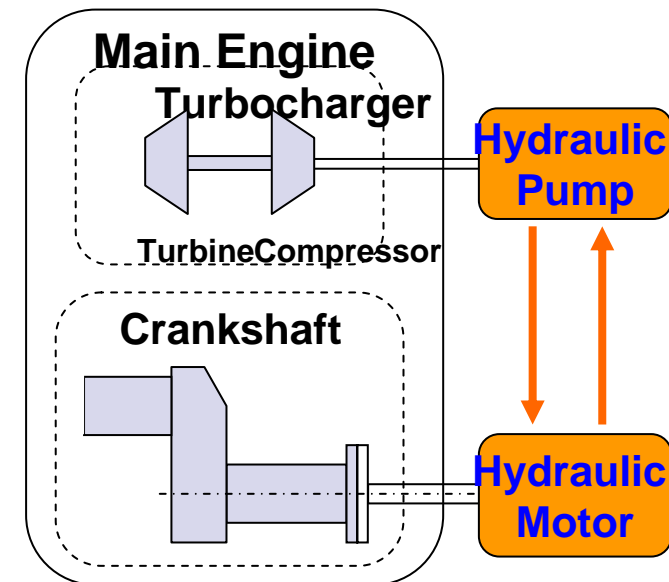 Main Engine
Turbocharger
Hydraulic
Pump
TurbineCompressor
Crankshaft
Hydraulic
Motor